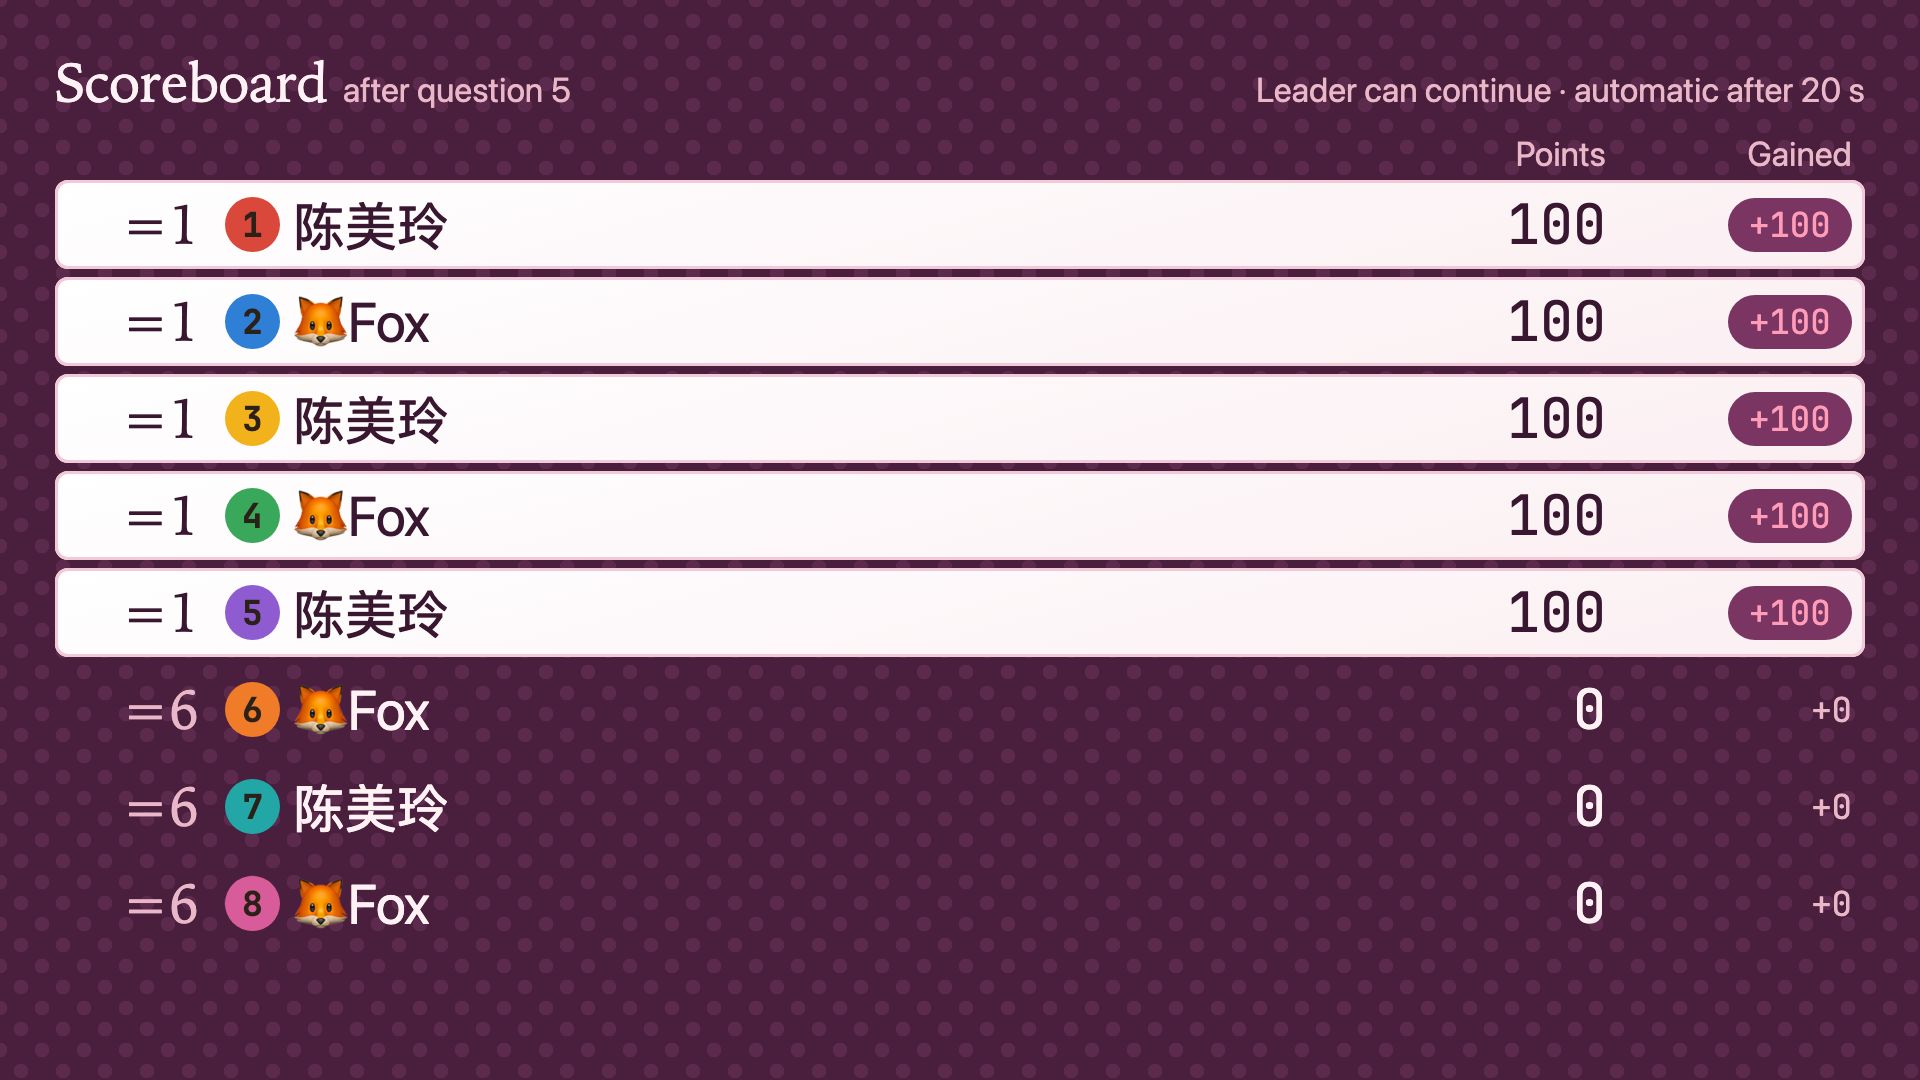 Scoreboard after question 5
Leader can continue · automatic after 20 s
Points Gained
=1 1 陈美玲 100 +100
=1 2 🦊Fox 100 +100
=1 3 陈美玲 100 +100
=1 4 🦊Fox 100 +100
=1 5 陈美玲 100 +100
=6 6 🦊Fox 0 +0
=6 7 陈美玲 0 +0
=6 8 🦊Fox 0 +0